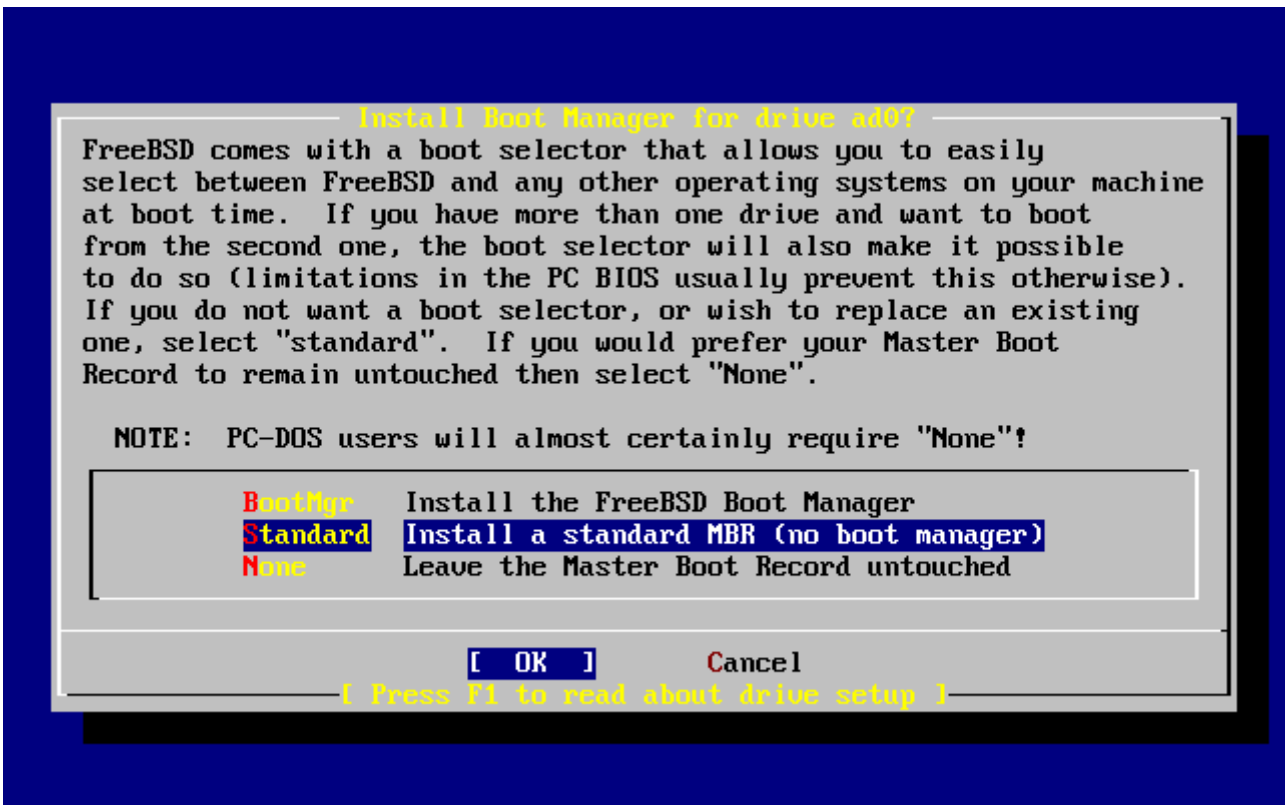 Install Boot Manager for drive ad0?
FreeBSD comes with a boot selector that allows you to easily
select between FreeBSD and any other operating systems on your machine
at boot time.  If you have more than one drive and want to boot
from the second one, the boot selector will also make it possible
to do so (limitations in the PC BIOS usually prevent this otherwise).
If you do not want a boot selector, or wish to replace an existing
one, select "standard".  If you would prefer your Master Boot
Record to remain untouched then select "None".
NOTE:  PC-DOS users will almost certainly require "None"!
BootMgr   Install the FreeBSD Boot Manager
Standard  Install a standard MBR (no boot manager)
None      Leave the Master Boot Record untouched
[  OK  ]       Cancel
[ Press F1 to read about drive setup ]